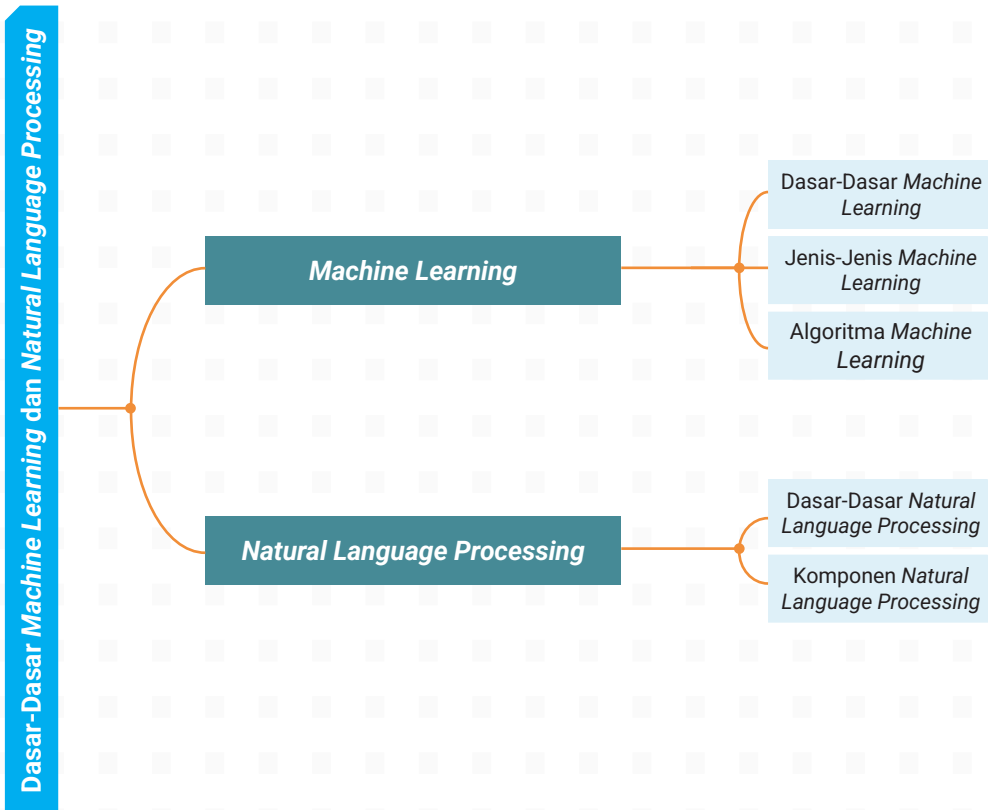 Dasar-Dasar Machine Learning dan Natural Language Processing
Machine Learning
Dasar-Dasar Machine
Learning
Jenis-Jenis Machine
Learning
Algoritma Machine
Learning
Natural Language Processing
Dasar-Dasar Natural
Language Processing
Komponen Natural
Language Processing